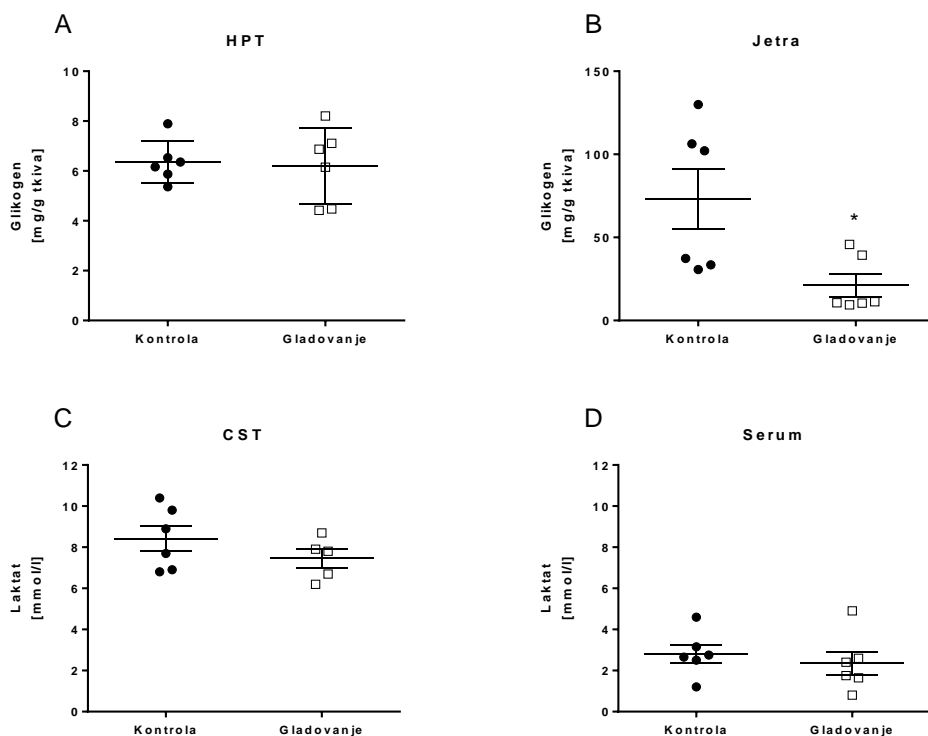 A
HPT
Glikogen
[mg/g tkiva]
10
8
6
4
2
0
Kontrola
Gladovanje
B
Jetra
Glikogen
[mg/g tkiva]
150
100
50
0
*
Kontrola
Gladovanje
C
CST
Laktat
[mmol/l]
12
10
8
6
4
2
0
Kontrola
Gladovanje
D
Serum
Laktat
[mmol/l]
12
10
8
6
4
2
0
Kontrola
Gladovanje